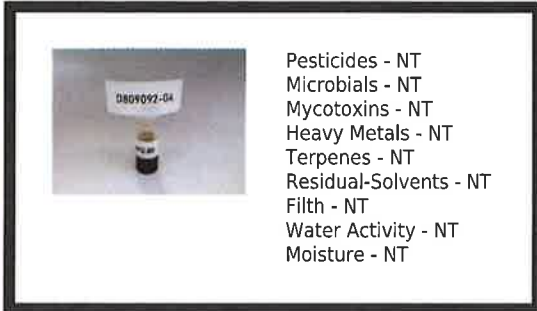 D809092-04
Pesticides - NT
Microbials - NT
Mycotoxins - NT
Heavy Metals - NT
Terpenes - NT
Residual-Solvents - NT
Filth - NT
Water Activity - NT
Moisture - NT